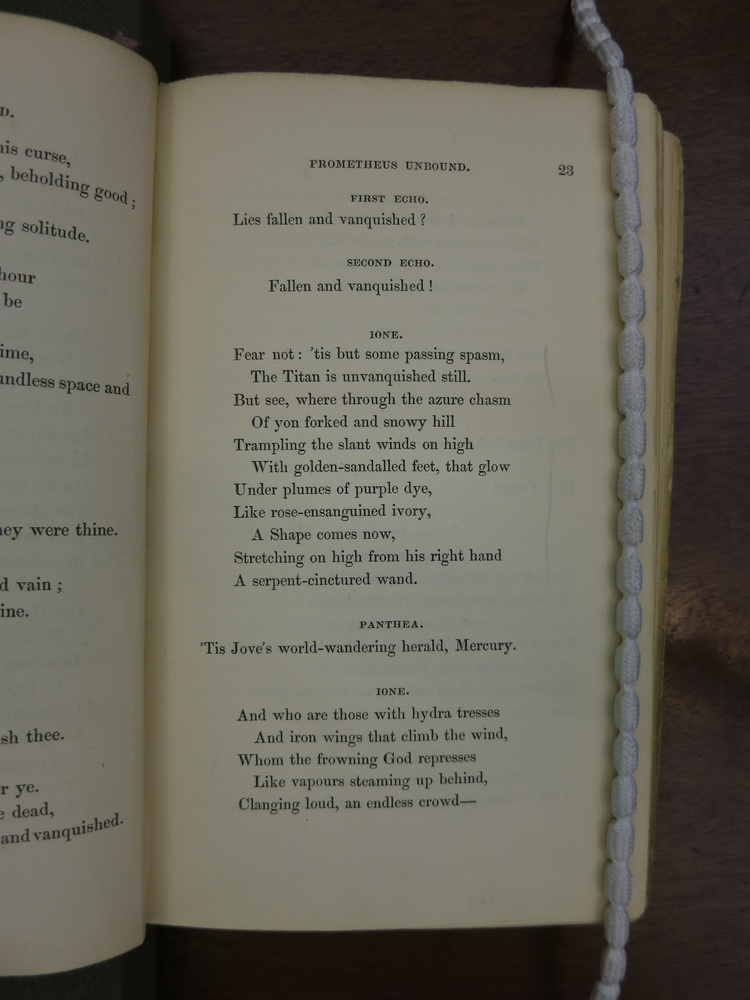 D.
his curse,
, beholding good;
ng solitude.
hour
be
ime,
undless space and
hey were thine.
d vain;
ine.
sh thee.
r ye.
e dead,
and vanquished.
PROMETHEUS UNBOUND. 23
FIRST ECHO.
Lies fallen and vanquished?
SECOND ECHO.
Fallen and vanquished!
IONE.
Fear not: 'tis but some passing spasm,
The Titan is unvanquished still.
But see, where through the azure chasm
Of yon forked and snowy hill
Trampling the slant winds on high
With golden-sandalled feet, that glow
Under plumes of purple dye,
Like rose-ensanguined ivory,
A Shape comes now,
Stretching on high from his right hand
A serpent-cinctured wand.
PANTHEA.
'Tis Jove's world-wandering herald, Mercury.
IONE.
And who are those with hydra tresses
And iron wings that climb the wind,
Whom the frowning God represses
Like vapours steaming up behind,
Clanging loud, an endless crowd—